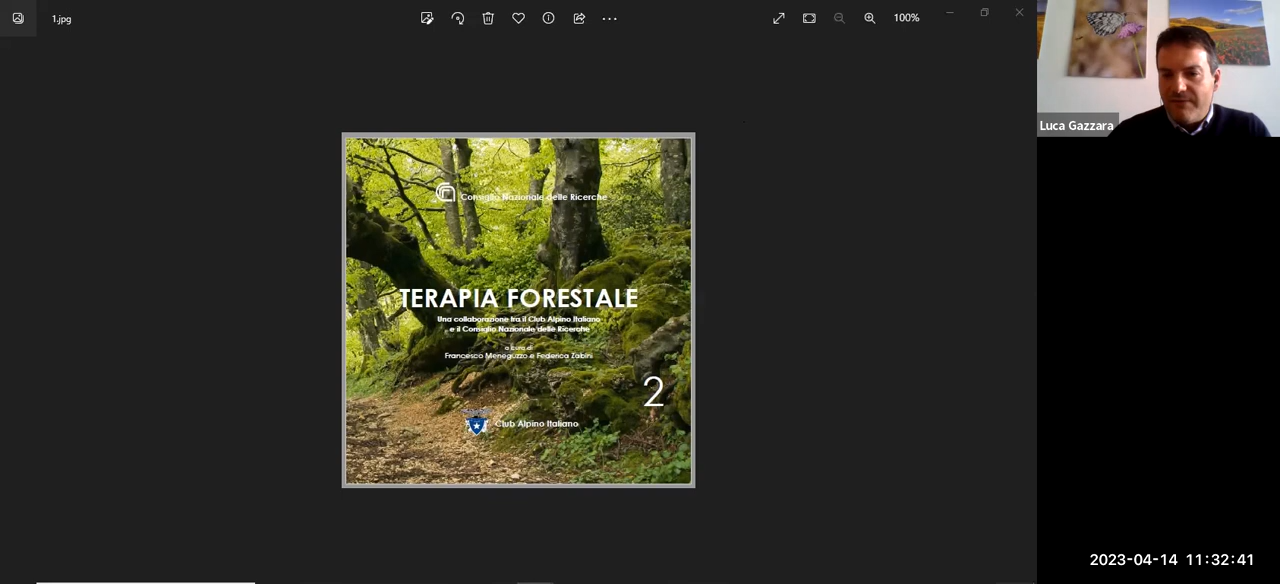 1.jpg
100%
Luca Gazzara
Consiglio Nazionale delle Ricerche
TERAPIA FORESTALE
Una collaborazione tra il Club Alpino Italiano
e il Consiglio Nazionale delle Ricerche
a cura di
Francesco Meneguzzo e Federica Zabini
2
Club Alpino Italiano
2023-04-14 11:32:41